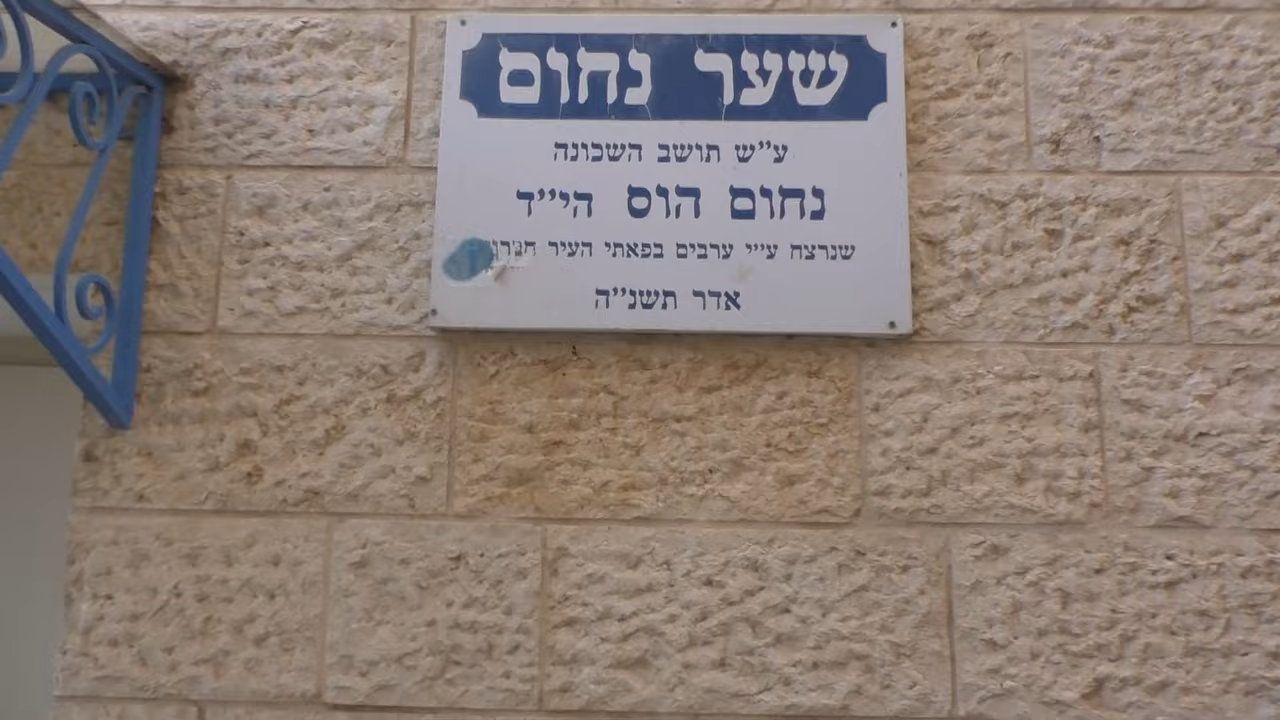 שער נחום
ע"ש תושב השכונה
נחום הוס הי"ד
שנרצח ע"י ערבים בפאתי העיר חברון
אדר תשנ"ה